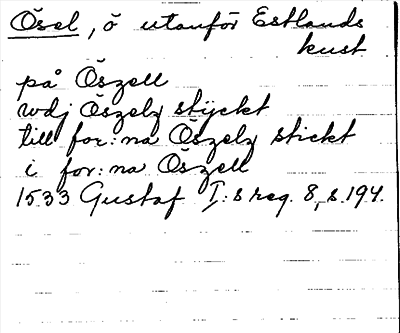 Ösel, ö utanför Estlands
kust
på Öszell
wdj Öszelz styckt
till for:na Öszelz stickt
i for:na Öszell
1533 Gustaf I:s reg. 8, s. 194.